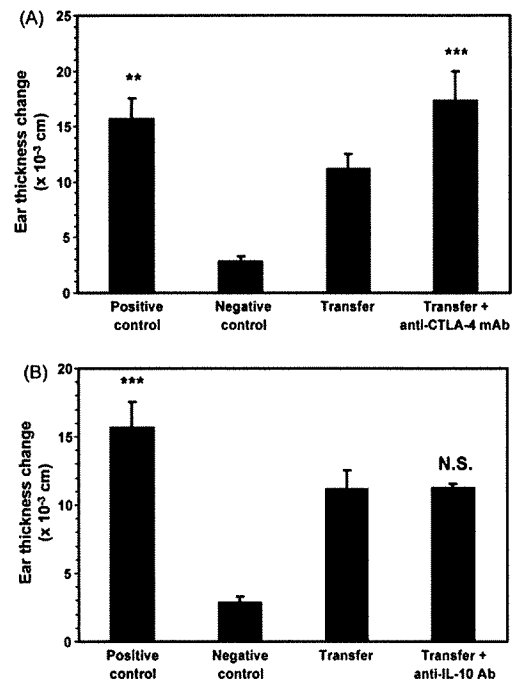 (A)
Ear thickness change
(x 10-3 cm)
25
20
15
10
5
0
**
***
Positive
control
Negative
control
Transfer
Transfer +
anti-CTLA-4 mAb
(B)
Ear thickness change
(x 10-3 cm)
20
15
10
5
0
***
N.S.
Positive
control
Negative
control
Transfer
Transfer +
anti-IL-10 Ab